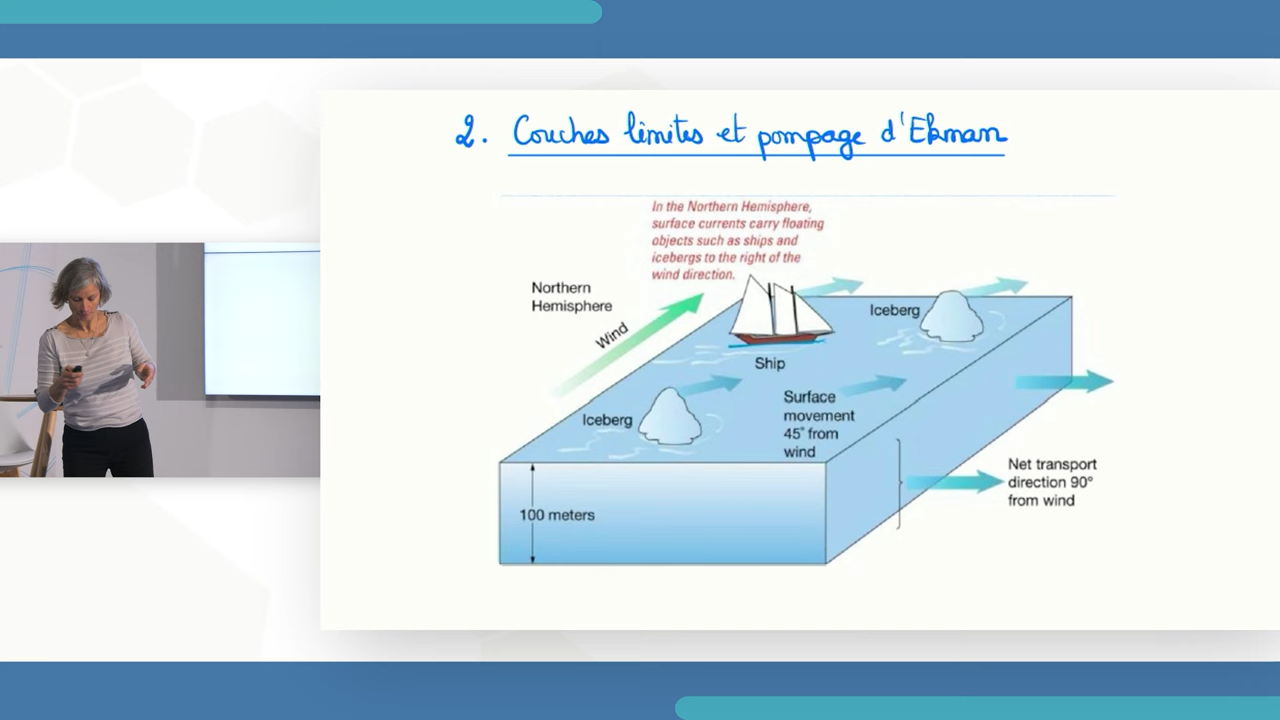 2. Couches limites et pompage d'Ekman
In the Northern Hemisphere,
surface currents carry floating
objects such as ships and
icebergs to the right of the
wind direction.
Northern
Hemisphere
Wind
Iceberg
Ship
Iceberg
Surface
movement
45° from
wind
Net transport
direction 90°
from wind
100 meters